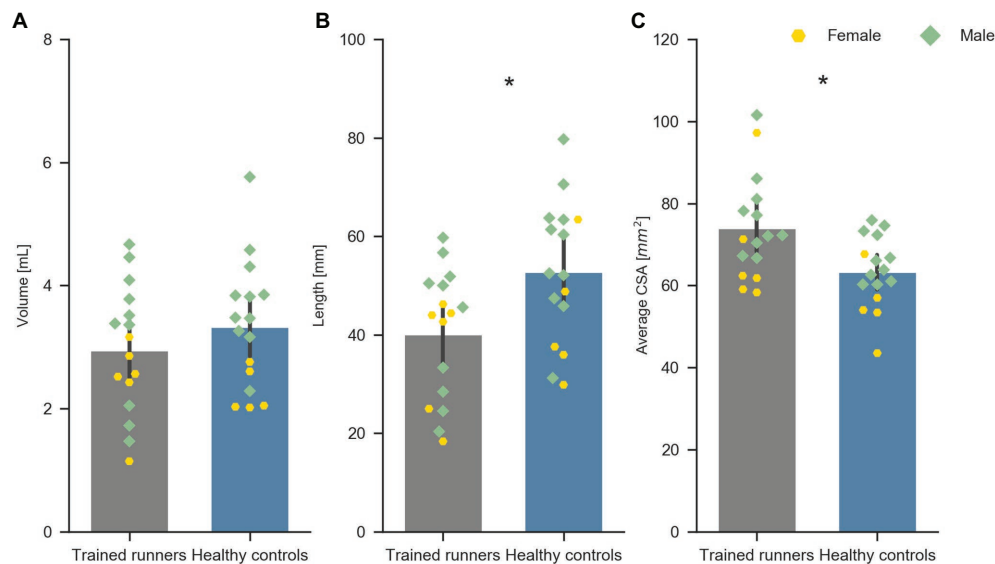 A
B
C
Female
Male
8
6
4
2
0
Volume [mL]
Trained runners
Healthy controls
100
80
60
40
20
0
Length [mm]
*
Trained runners
Healthy controls
120
100
80
60
40
20
0
Average CSA [mm²]
*
Trained runners
Healthy controls